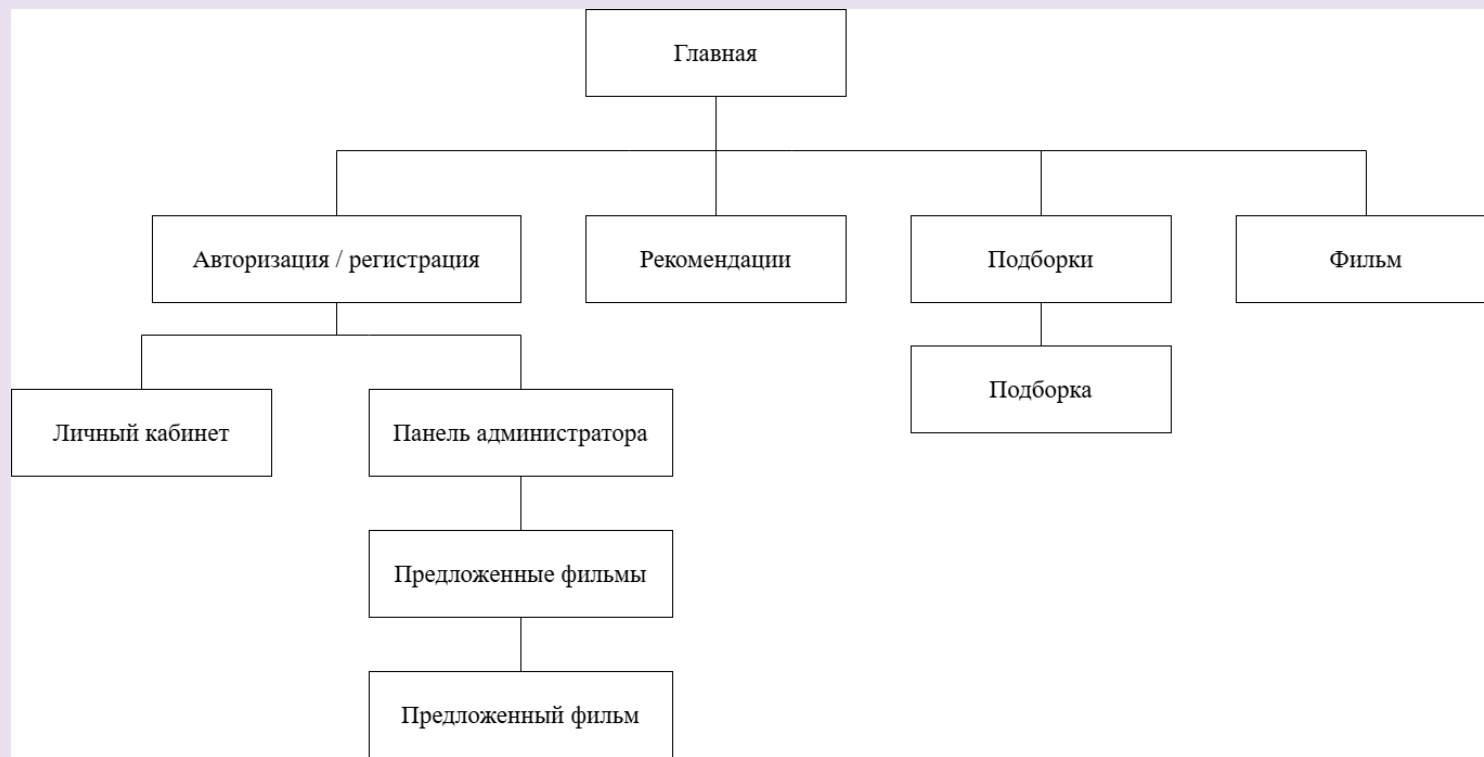 Главная
Авторизация / регистрация
Рекомендации
Подборки
Фильм
Подборка
Личный кабинет
Панель администратора
Предложенные фильмы
Предложенный фильм